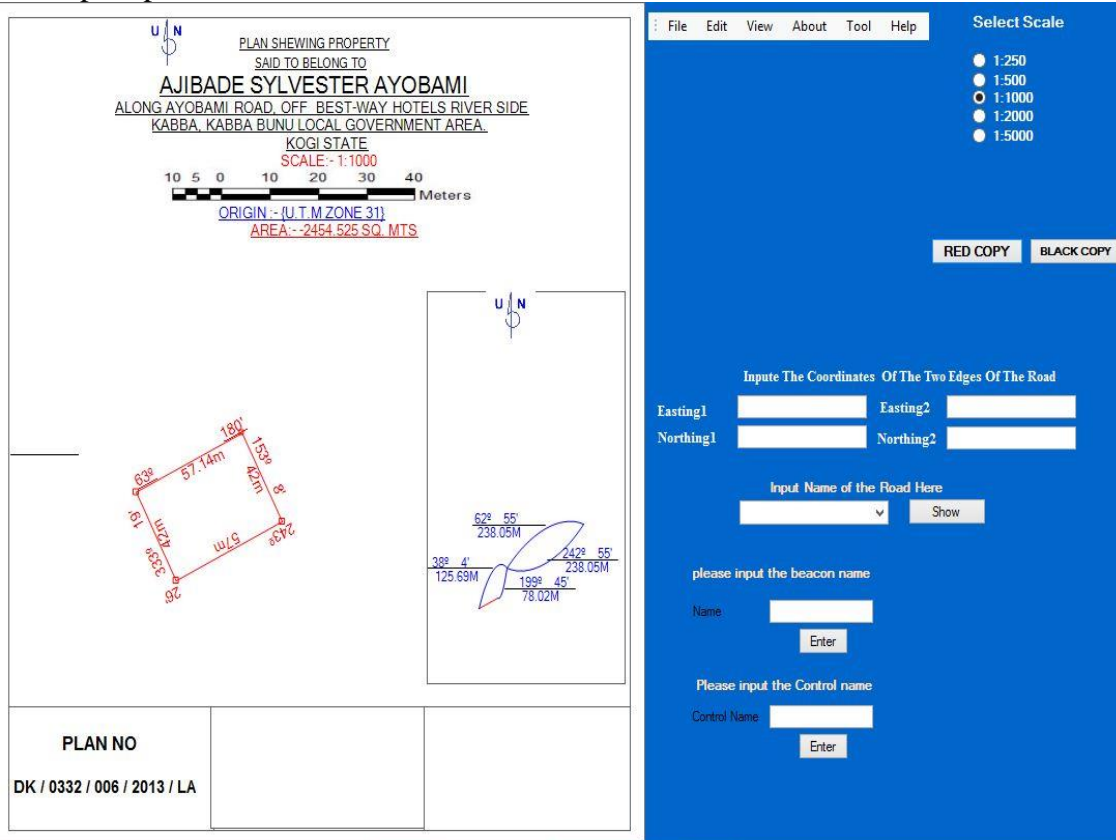 U N
PLAN SHEWING PROPERTY
SAID TO BELONG TO
AJIBADE SYLVESTER AYOBAMI
ALONG AYOBAMI ROAD, OFF BEST-WAY HOTELS RIVER SIDE
KABBA, KABBA BUNU LOCAL GOVERNMENT AREA.
KOGI STATE
SCALE:- 1:1000
10 5 0 10 20 30 40
Meters
ORIGIN :- {U.T.M ZONE 31}
AREA:- -2454.525 SQ. MTS
U N
63º 57.14m 180'
153º 42m 8'
243º 57m 26'
333º 42m 19'
62º 55'
238.05M
242º 55'
238.05M
38º 4'
125.69M
199º 45'
78.02M
PLAN NO
DK / 0332 / 006 / 2013 / LA
File Edit View About Tool Help
Select Scale
1:250
1:500
1:1000
1:2000
1:5000
RED COPY BLACK COPY
Inpute The Coordinates Of The Two Edges Of The Road
Easting1 Easting2
Northing1 Northing2
Input Name of the Road Here
Show
please input the beacon name
Name
Enter
Please input the Control name
Control Name
Enter